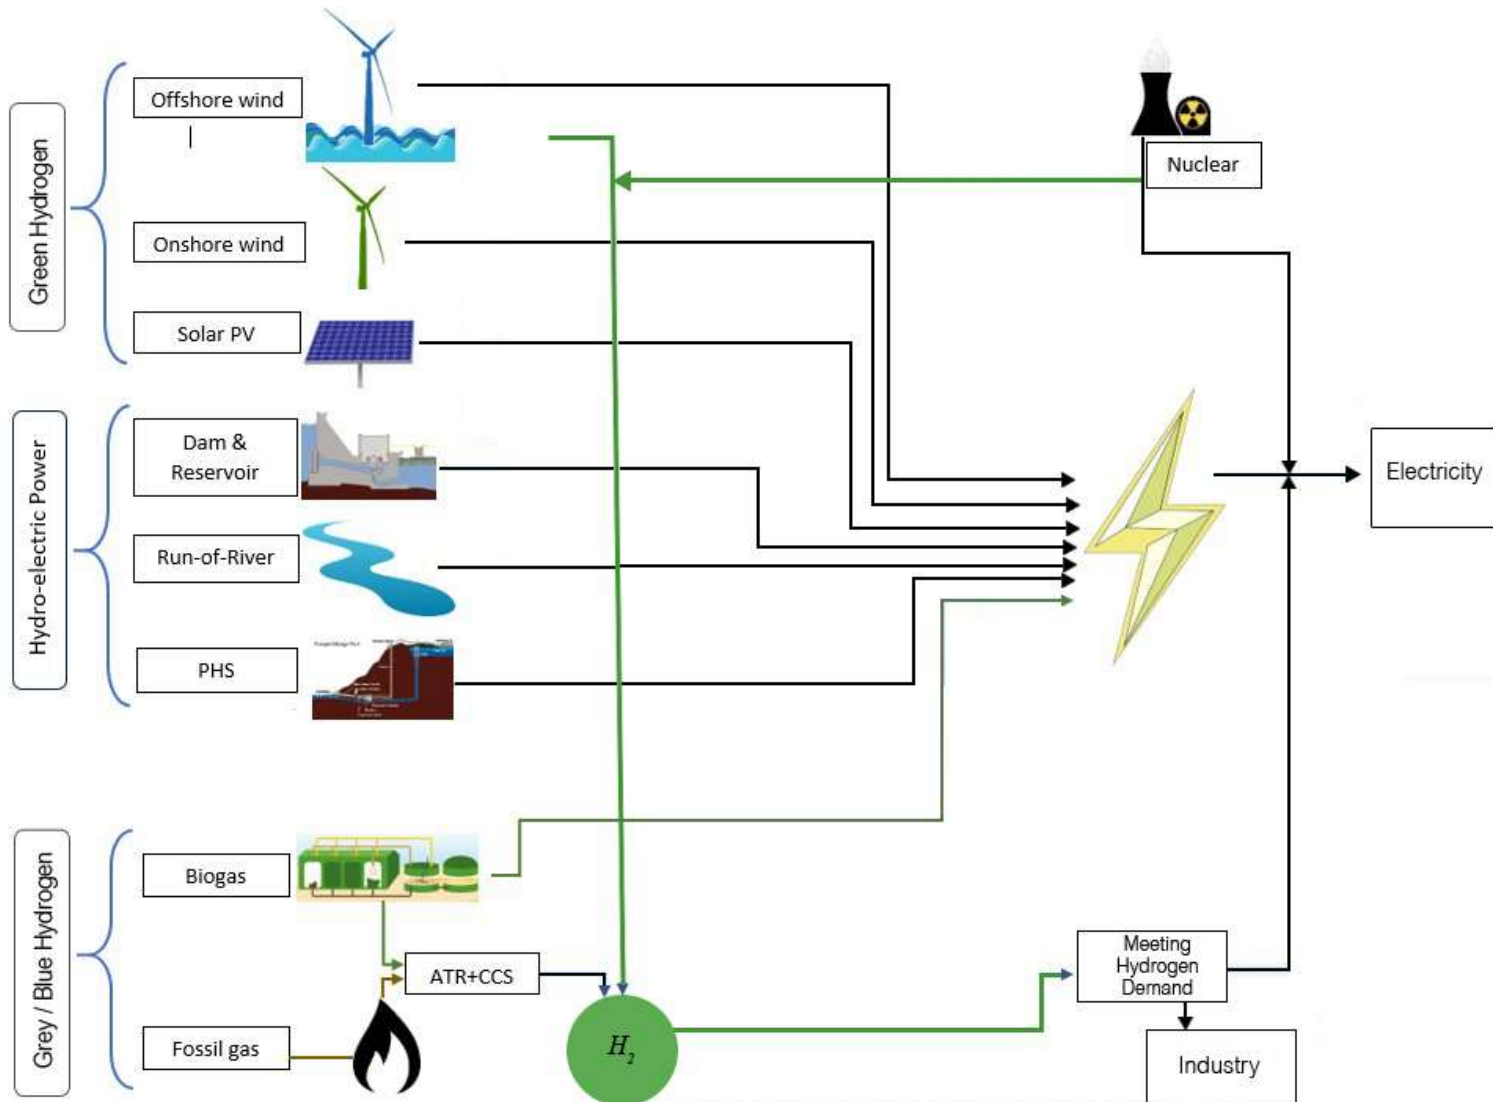 Green Hydrogen
Offshore wind
Onshore wind
Solar PV
Hydro-electric Power
Dam &
Reservoir
Run-of-River
PHS
Grey / Blue Hydrogen
Biogas
Fossil gas
ATR+CCS
H2
Nuclear
Electricity
Meeting
Hydrogen
Demand
Industry